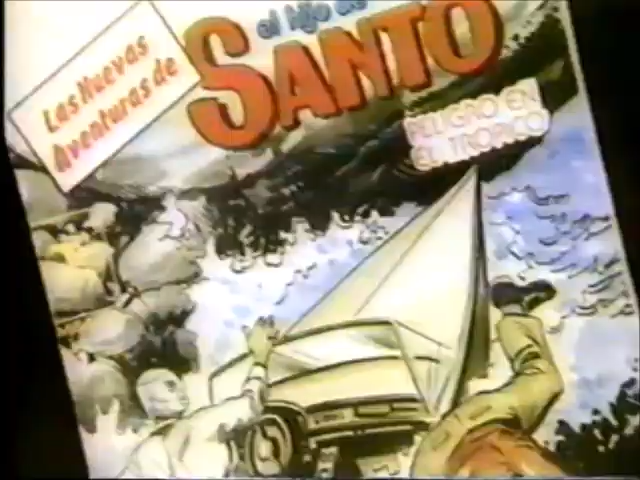 Las Nuevas
Aventuras de
el hijo de
SANTO
PELIGRO EN
EL TROPICO